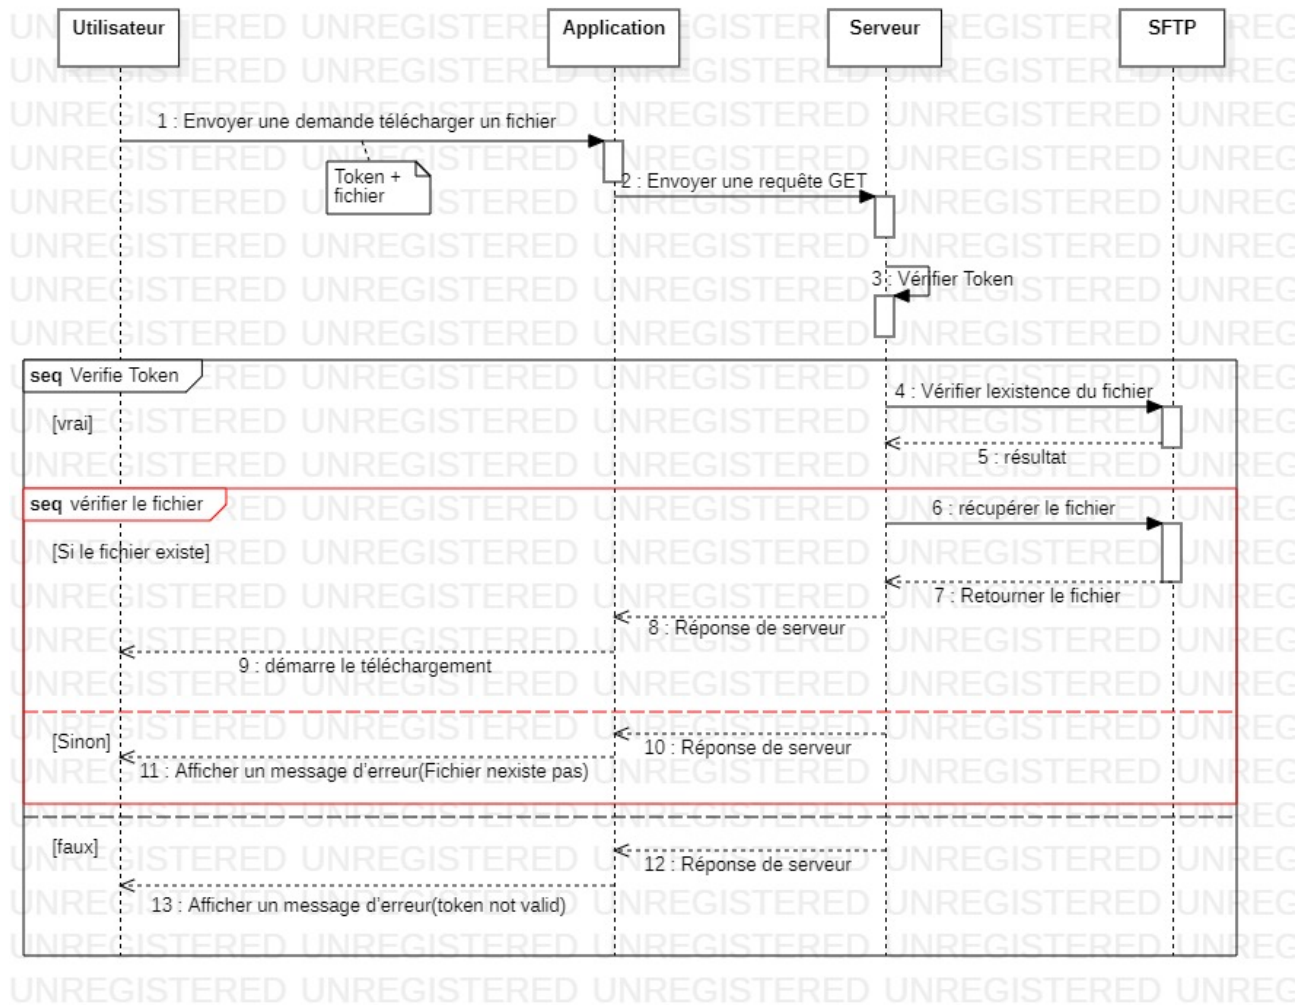 Utilisateur
Application
Serveur
SFTP
1 : Envoyer une demande télécharger un fichier
Token +
fichier
2 : Envoyer une requête GET
3 : Vérifier Token
seq Verifie Token
4 : Vérifier lexistence du fichier
[vrai]
5 : résultat
seq vérifier le fichier
6 : récupérer le fichier
[Si le fichier existe]
7 : Retourner le fichier
8 : Réponse de serveur
9 : démarre le téléchargement
[Sinon]
10 : Réponse de serveur
11 : Afficher un message d'erreur(Fichier nexiste pas)
[faux]
12 : Réponse de serveur
13 : Afficher un message d'erreur(token not valid)
UNREGISTERED